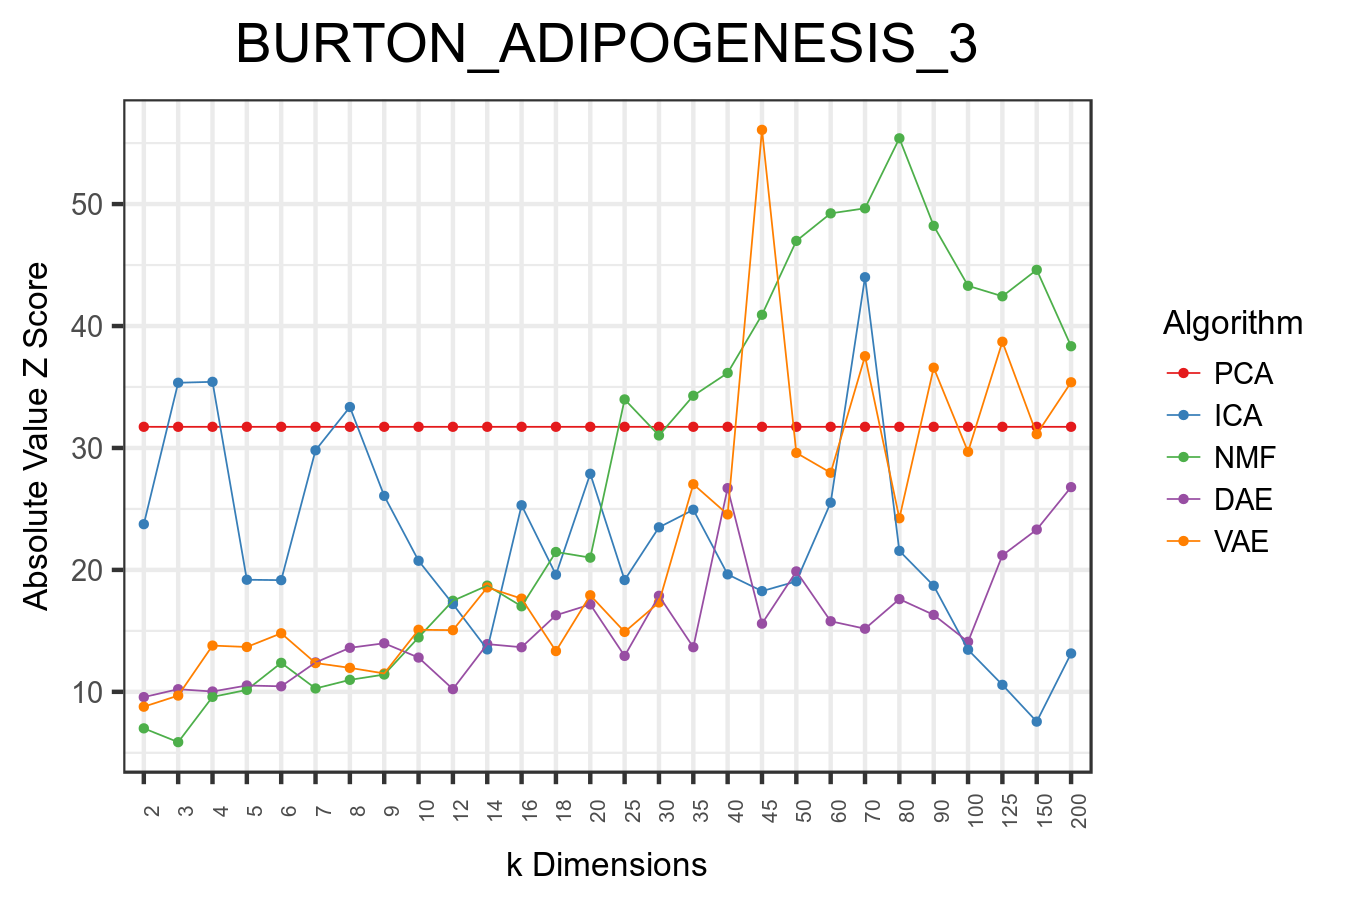 BURTON_ADIPOGENESIS_3
Absolute Value Z Score
50
40
30
20
10
2 3 4 5 6 7 8 9 10 12 14 16 18 20 25 30 35 40 45 50 60 70 80 90 100 125 150 200
k Dimensions
Algorithm
PCA
ICA
NMF
DAE
VAE